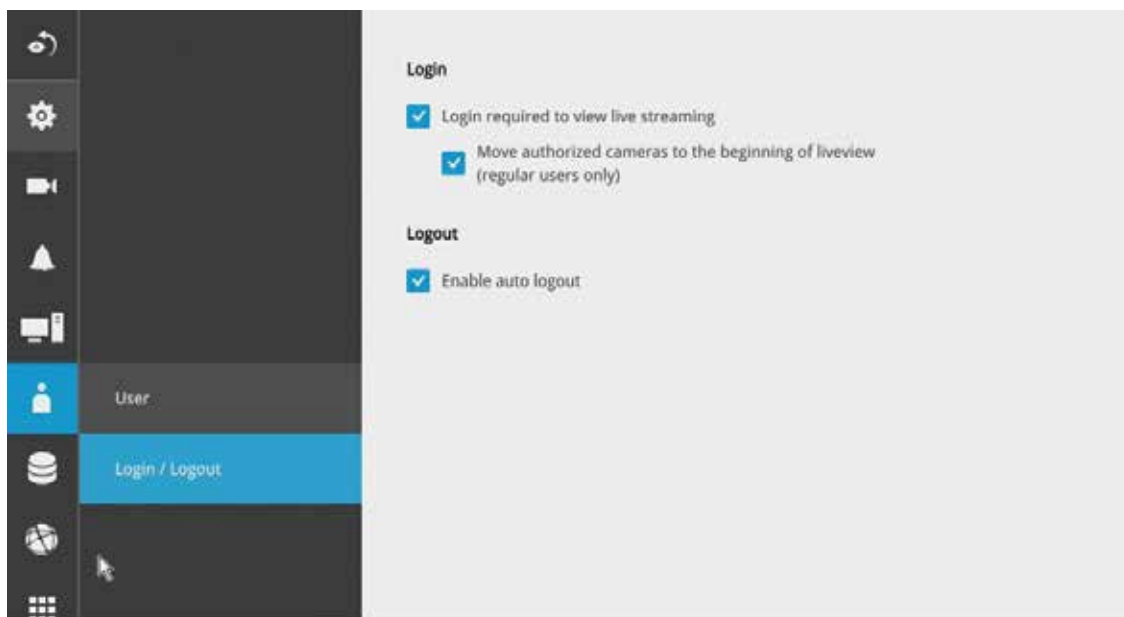 Login
Login required to view live streaming
Move authorized cameras to the beginning of liveview
(regular users only)
Logout
Enable auto logout
User
Login / Logout